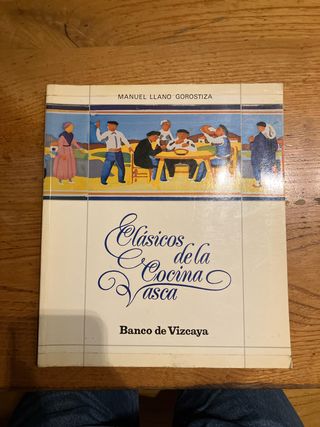 MANUEL LLANO GOROSTIZA
Clásicos
de la
Cocina
Vasca
Banco de Vizcaya